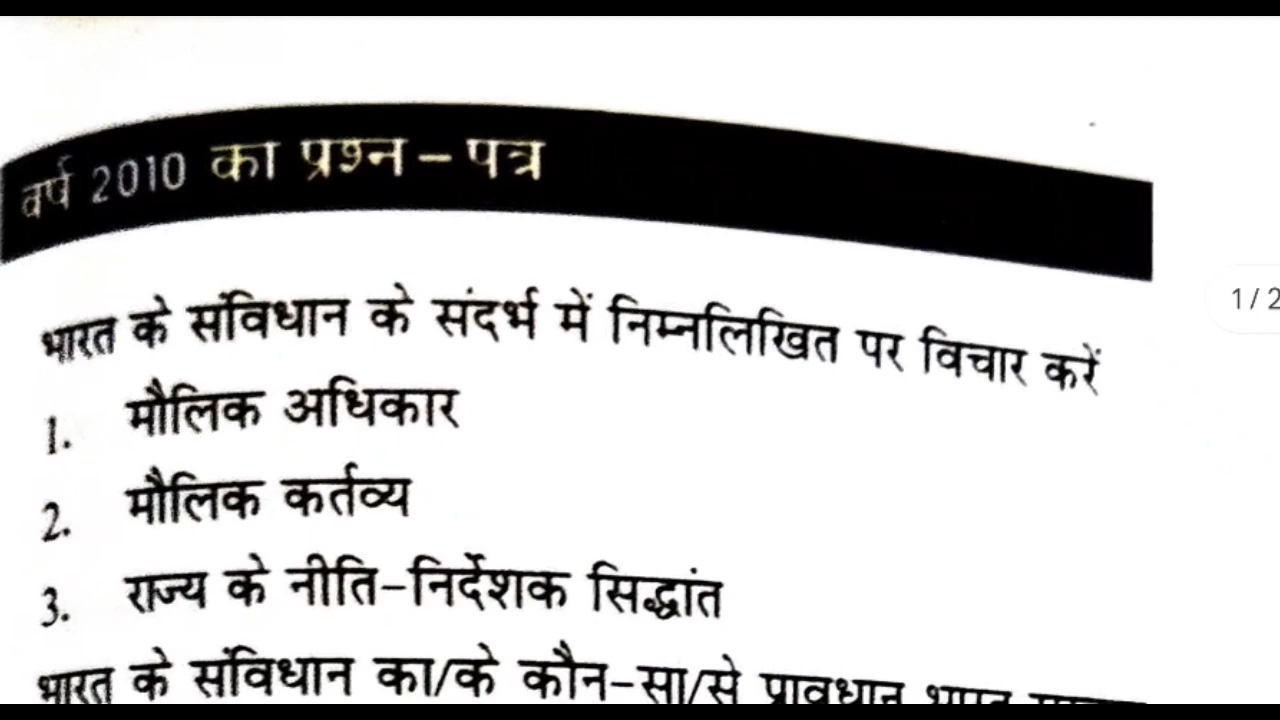 वर्ष 2010 का प्रश्न-पत्र
भारत के संविधान के संदर्भ में निम्नलिखित पर विचार करें
1. मौलिक अधिकार
1/2
2. मौलिक कर्तव्य
3. राज्य के नीति-निर्देशक सिद्धांत
भारत के संविधान का/के कौन-सा/से प्रावधान भारत